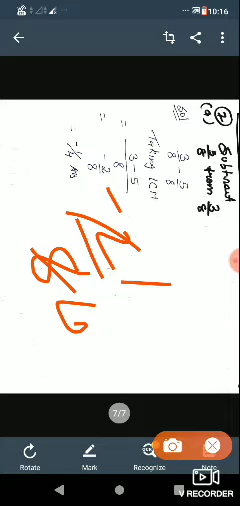 10:16
② Subtract
(a) 5/8 from 3/8
Sol 3/8 - 5/8
Taking LCM
= 3 - 5 / 8
= -2/8
= -1/4 Ans
7/7
Rotate
Mark
Recognize
Note
V RECORDER